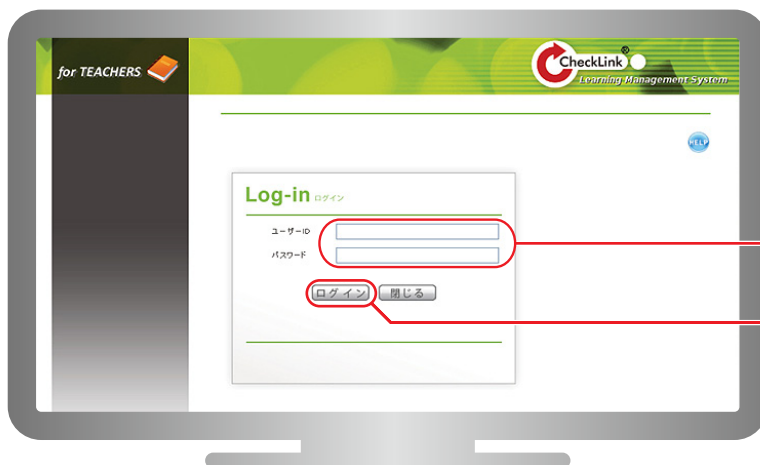 for TEACHERS
CheckLink®
Learning Management System
HELP
Log-in ログイン
ユーザーID
パスワード
ログイン 閉じる